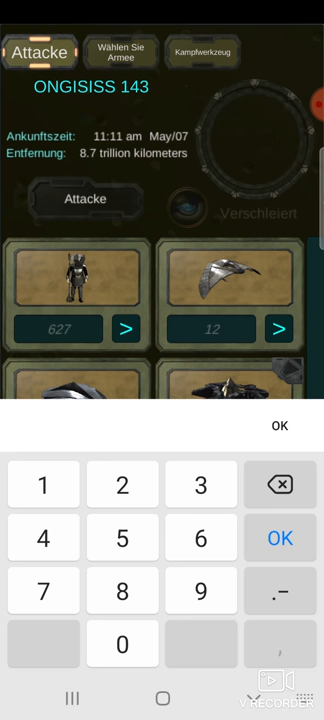 Attacke
Wählen Sie
Armee
Kampfwerkzeug
ONGISISS 143
Ankunftszeit: 11:11 am May/07
Entfernung: 8.7 trillion kilometers
Attacke
Verschleiert
627 >
12 >
OK
1 2 3
4 5 6 OK
7 8 9 .-
0 ,
V RECORDER